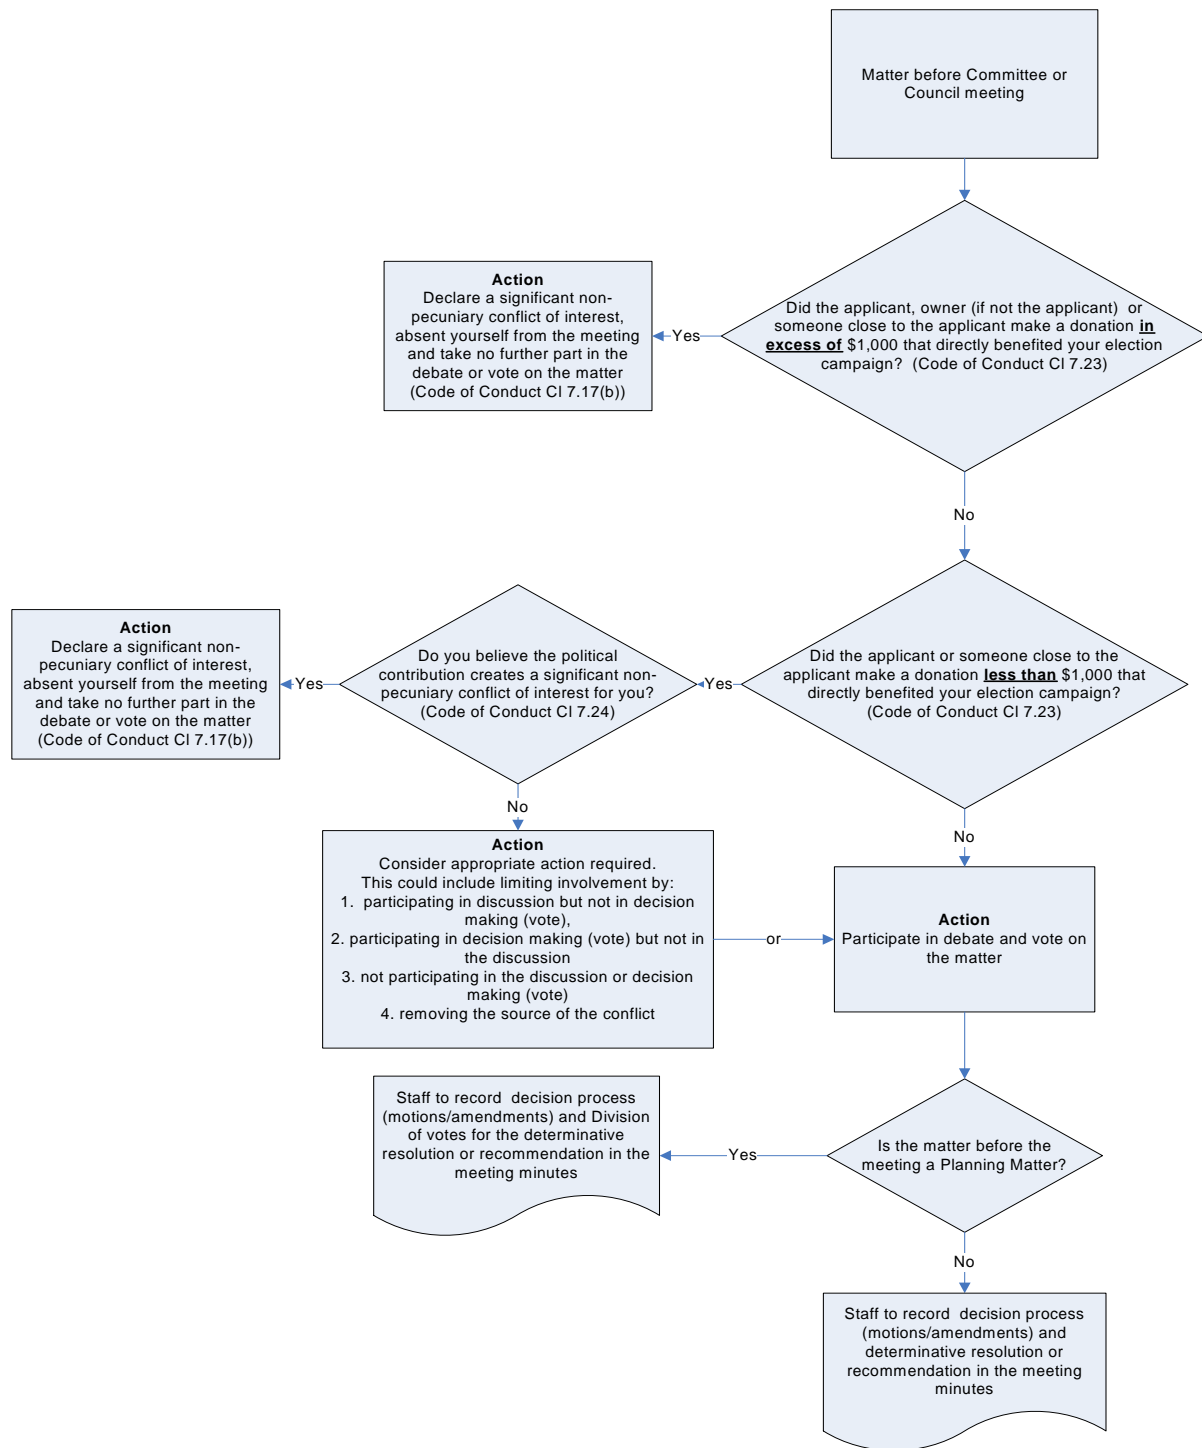 Matter before Committee or
Council meeting
Did the applicant, owner (if not the applicant)  or
someone close to the applicant make a donation in
excess of $1,000 that directly benefited your election
campaign?  (Code of Conduct Cl 7.23)
Yes
Action
Declare a significant non-
pecuniary conflict of interest,
absent yourself from the meeting
and take no further part in the
debate or vote on the matter
(Code of Conduct Cl 7.17(b))
No
Did the applicant or someone close to the
applicant make a donation less than $1,000 that
directly benefited your election campaign?
(Code of Conduct Cl 7.23)
Yes
Do you believe the political
contribution creates a significant non-
pecuniary conflict of interest for you?
(Code of Conduct Cl 7.24)
Yes
Action
Declare a significant non-
pecuniary conflict of interest,
absent yourself from the meeting
and take no further part in the
debate or vote on the matter
(Code of Conduct Cl 7.17(b))
No
Action
Consider appropriate action required.
This could include limiting involvement by:
1.  participating in discussion but not in decision
making (vote),
2. participating in decision making (vote) but not in
the discussion
3. not participating in the discussion or decision
making (vote)
4. removing the source of the conflict
or
No
Action
Participate in debate and vote on
the matter
Is the matter before the
meeting a Planning Matter?
Yes
Staff to record  decision process
(motions/amendments) and Division
of votes for the determinative
resolution or recommendation in the
meeting minutes
No
Staff to record  decision process
(motions/amendments) and
determinative resolution or
recommendation in the meeting
minutes